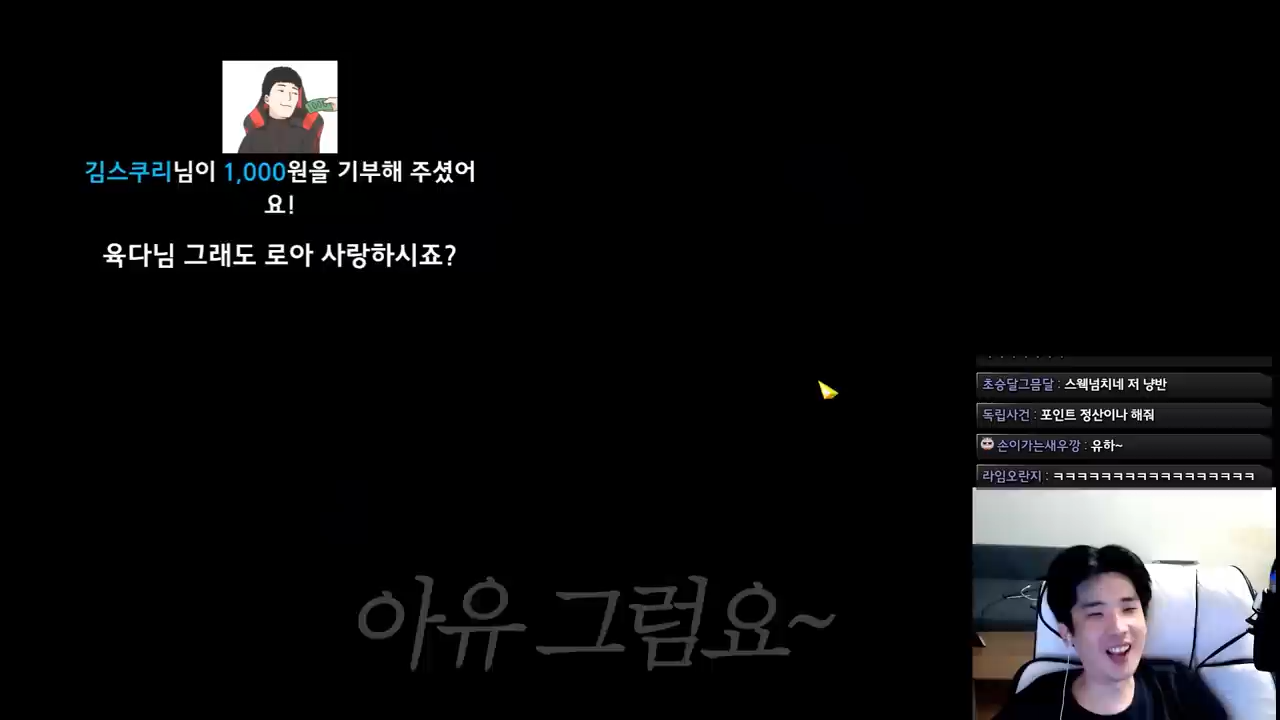 김스쿠리님이 1,000원을 기부해 주셨어
요!
육다님 그래도 로아 사랑하시죠?
초승달그믐달 : 스웩넘치네 저 냥반
독립사건 : 포인트 정산이나 해줘
손이가는새우깡 : 유하~
라임오란지 : ㅋㅋㅋㅋㅋㅋㅋㅋㅋㅋㅋㅋㅋㅋㅋㅋㅋ
아유 그럼요~